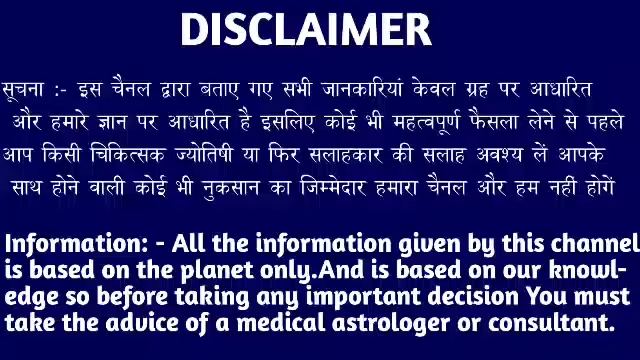 DISCLAIMER
सूचना :- इस चैनल द्वारा बताए गए सभी जानकारियां केवल ग्रह पर आधारित
और हमारे ज्ञान पर आधारित है इसलिए कोई भी महत्वपूर्ण फैसला लेने से पहले
आप किसी चिकित्सक ज्योतिषी या फिर सलाहकार की सलाह अवश्य लें आपके
साथ होने वाली कोई भी नुकसान का जिम्मेदार हमारा चैनल और हम नहीं होगें
Information: - All the information given by this channel
is based on the planet only.And is based on our knowl-
edge so before taking any important decision You must
take the advice of a medical astrologer or consultant.